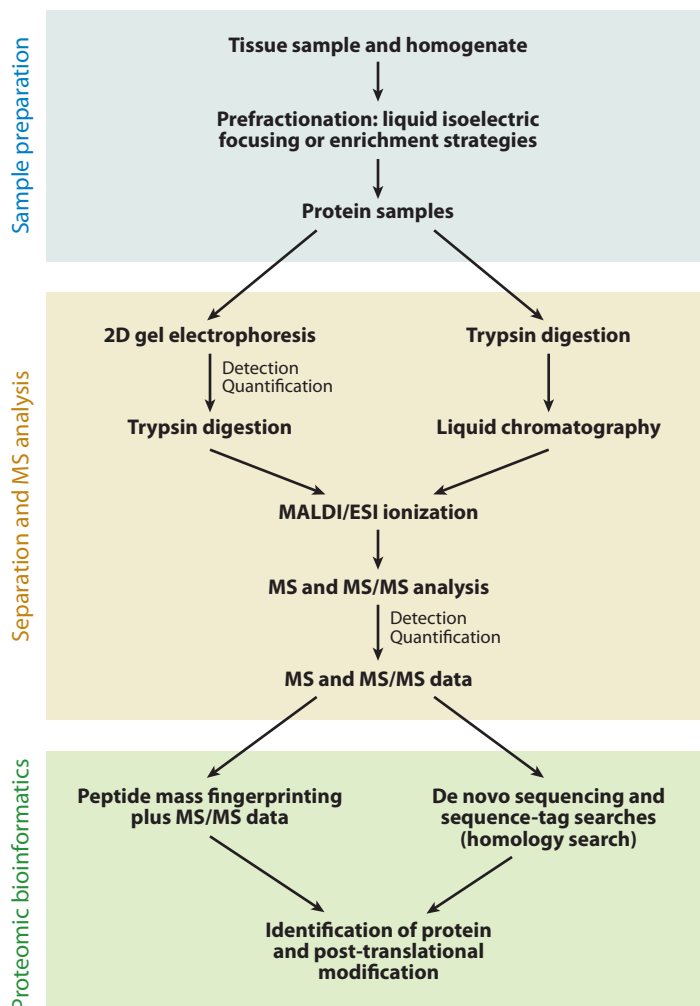 Sample preparation
Tissue sample and homogenate
Prefractionation: liquid isoelectric
focusing or enrichment strategies
Protein samples
Separation and MS analysis
2D gel electrophoresis
Trypsin digestion
Detection
Quantification
Trypsin digestion
Liquid chromatography
MALDI/ESI ionization
MS and MS/MS analysis
Detection
Quantification
MS and MS/MS data
Proteomic bioinformatics
Peptide mass fingerprinting
plus MS/MS data
De novo sequencing and
sequence-tag searches
(homology search)
Identification of protein
and post-translational
modification